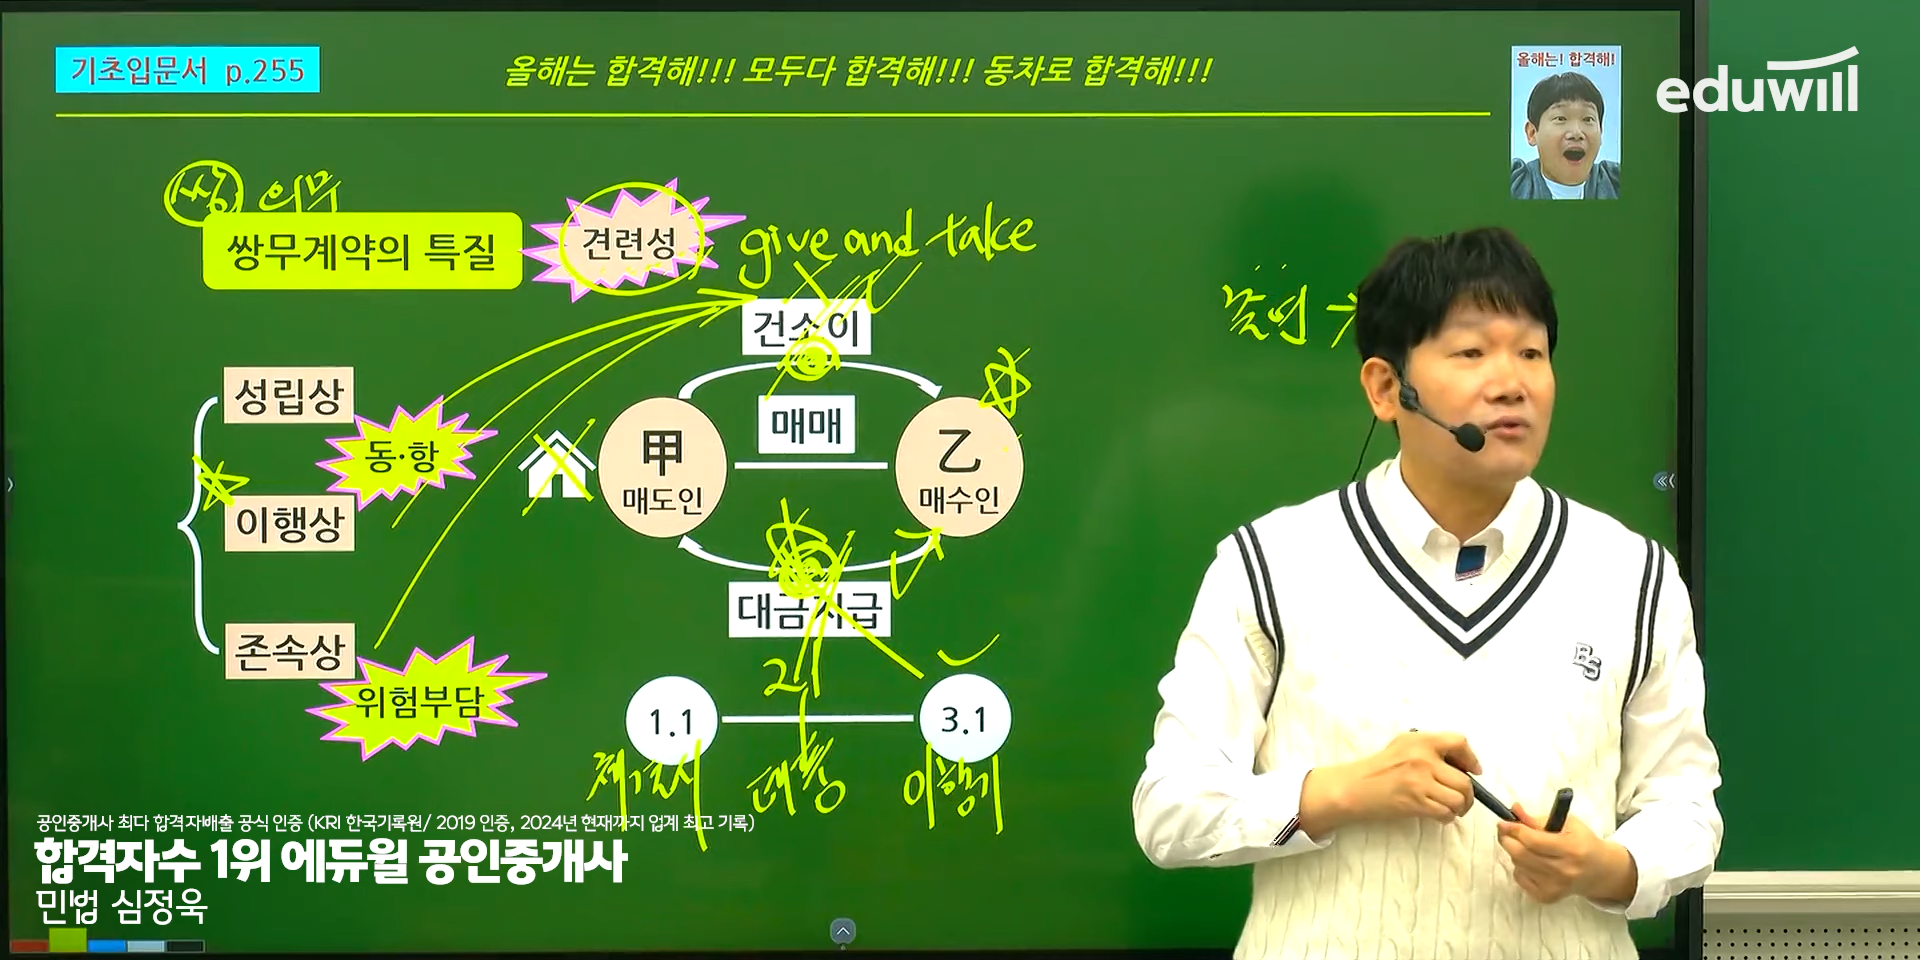 기초입문서 p.255
올해는 합격해!!! 모두다 합격해!!! 동차로 합격해!!!
올해는! 합격해!
eduwill
쌍 의무
쌍무계약의 특질
견련성
give and take
건소이
성립상
동·항
이행상
존속상
위험부담
매매
甲
매도인
乙
매수인
대금지급
2/1
1.1
3.1
이행기
BS
공인중개사 최다 합격자배출 공식 인증 (KRI 한국기록원/ 2019 인증, 2024년 현재까지 업계 최고 기록)
합격자수 1위 에듀윌 공인중개사
민법 심정욱